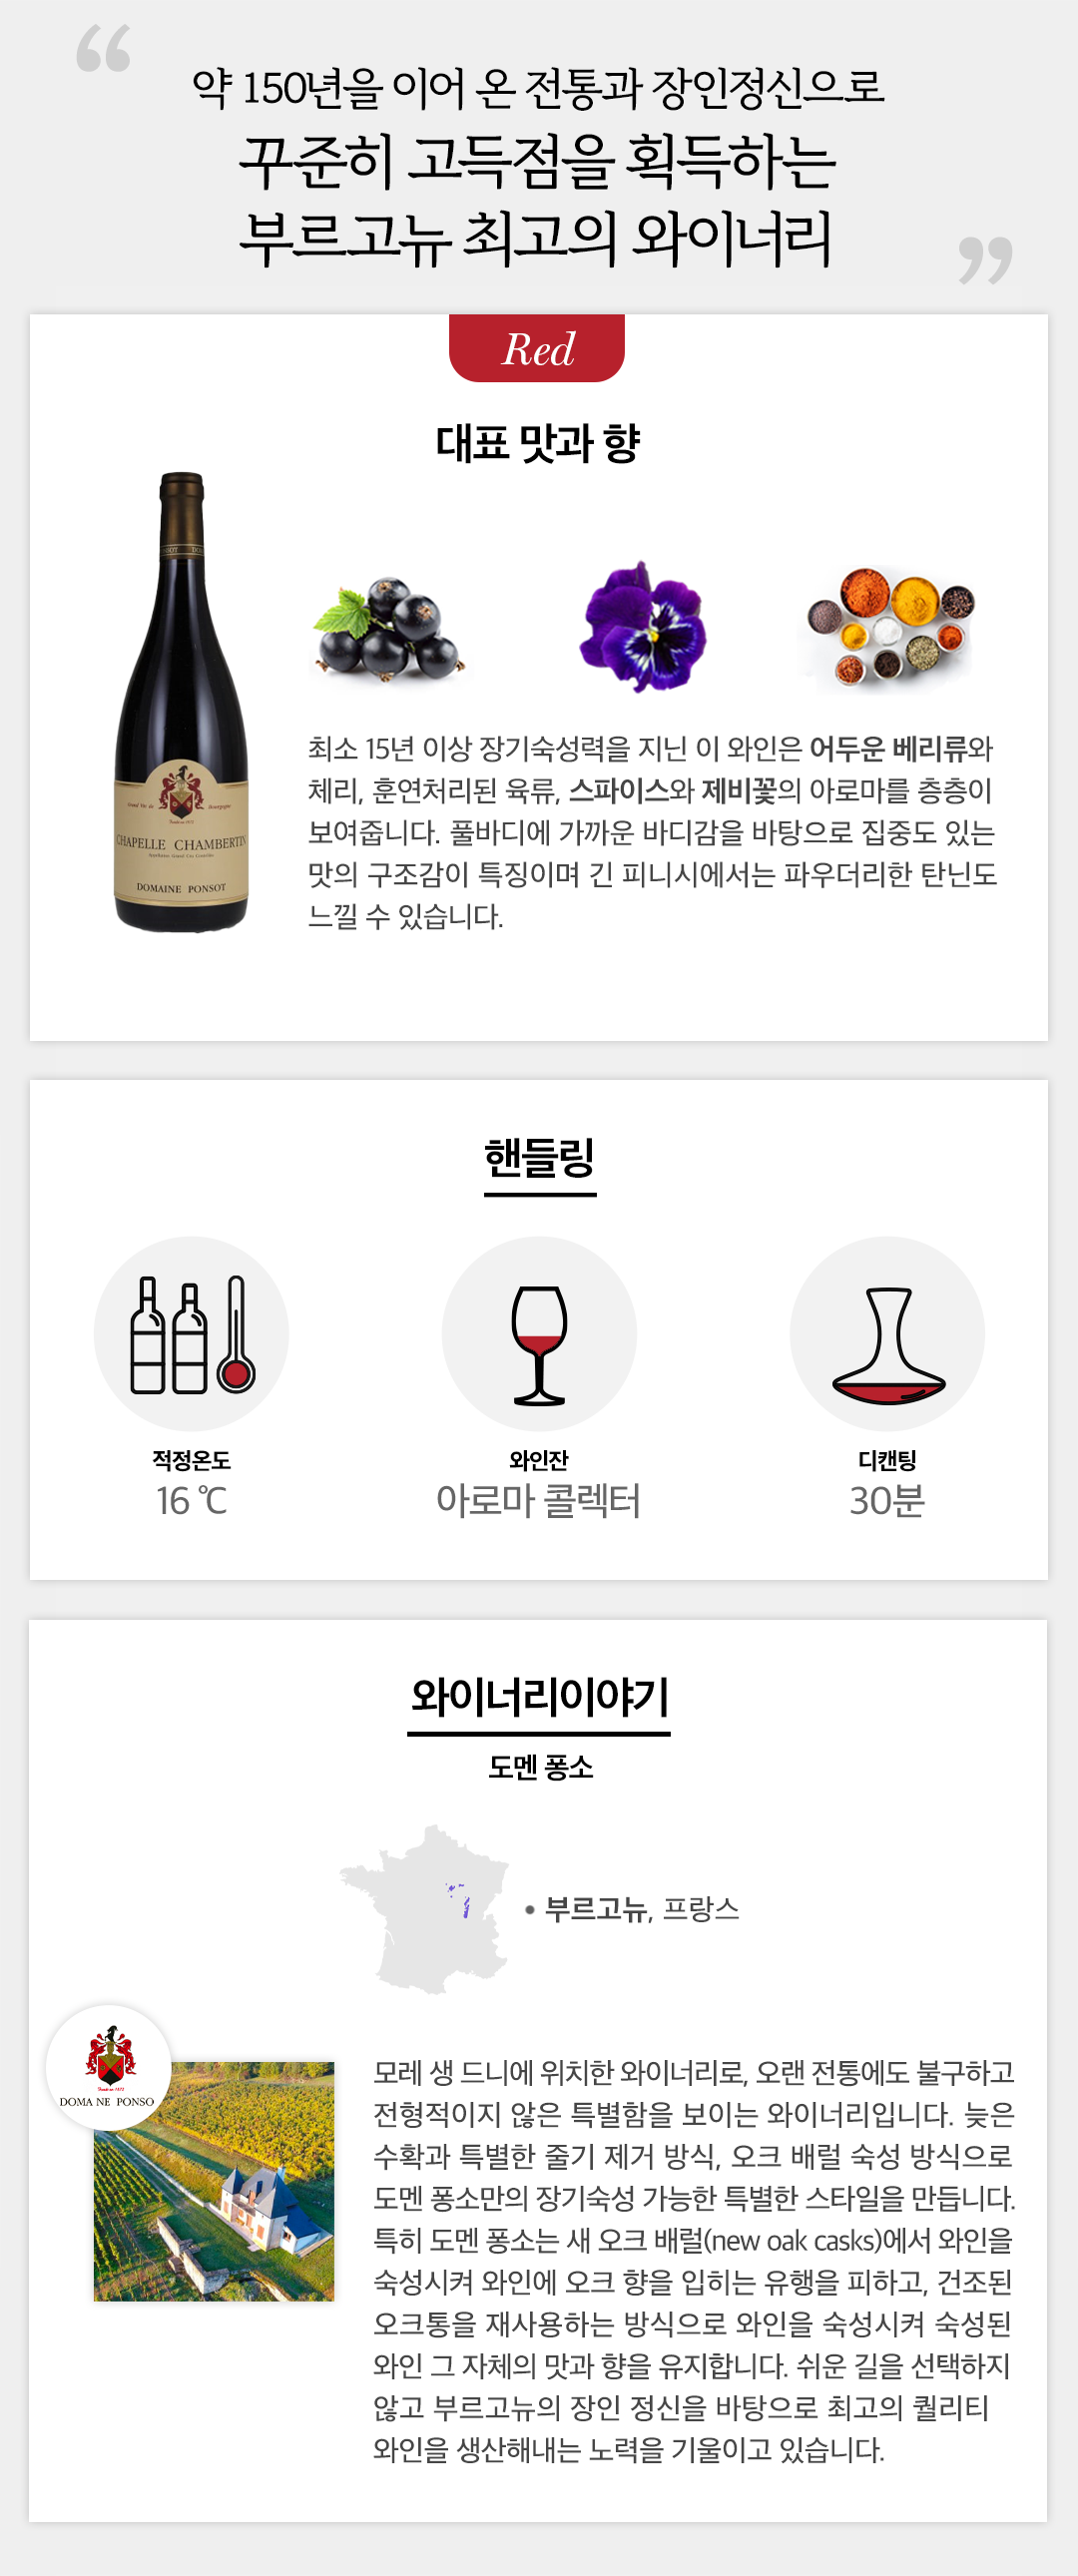 “
약 150년을 이어 온 전통과 장인정신으로
꾸준히 고득점을 획득하는
부르고뉴 최고의 와이너리
”
Red
대표 맛과 향
Grand Vin de Bourgogne
CHAPELLE CHAMBERTIN
DOMAINE PONSOT
최소 15년 이상 장기숙성력을 지닌 이 와인은 어두운 베리류와
체리, 훈연처리된 육류, 스파이스와 제비꽃의 아로마를 층층이
보여줍니다. 풀바디에 가까운 바디감을 바탕으로 집중도 있는
맛의 구조감이 특징이며 긴 피니시에서는 파우더리한 탄닌도
느낄 수 있습니다.
핸들링
적정온도
16 ℃
와인잔
아로마 콜렉터
디캔팅
30분
와이너리이야기
도멘 퐁소
• 부르고뉴, 프랑스
DOMA NE PONSO
모레 생 드니에 위치한 와이너리로, 오랜 전통에도 불구하고
전형적이지 않은 특별함을 보이는 와이너리입니다. 늦은
수확과 특별한 줄기 제거 방식, 오크 배럴 숙성 방식으로
도멘 퐁소만의 장기숙성 가능한 특별한 스타일을 만듭니다.
특히 도멘 퐁소는 새 오크 배럴(new oak casks)에서 와인을
숙성시켜 와인에 오크 향을 입히는 유행을 피하고, 건조된
오크통을 재사용하는 방식으로 와인을 숙성시켜 숙성된
와인 그 자체의 맛과 향을 유지합니다. 쉬운 길을 선택하지
않고 부르고뉴의 장인 정신을 바탕으로 최고의 퀄리티
와인을 생산해내는 노력을 기울이고 있습니다.